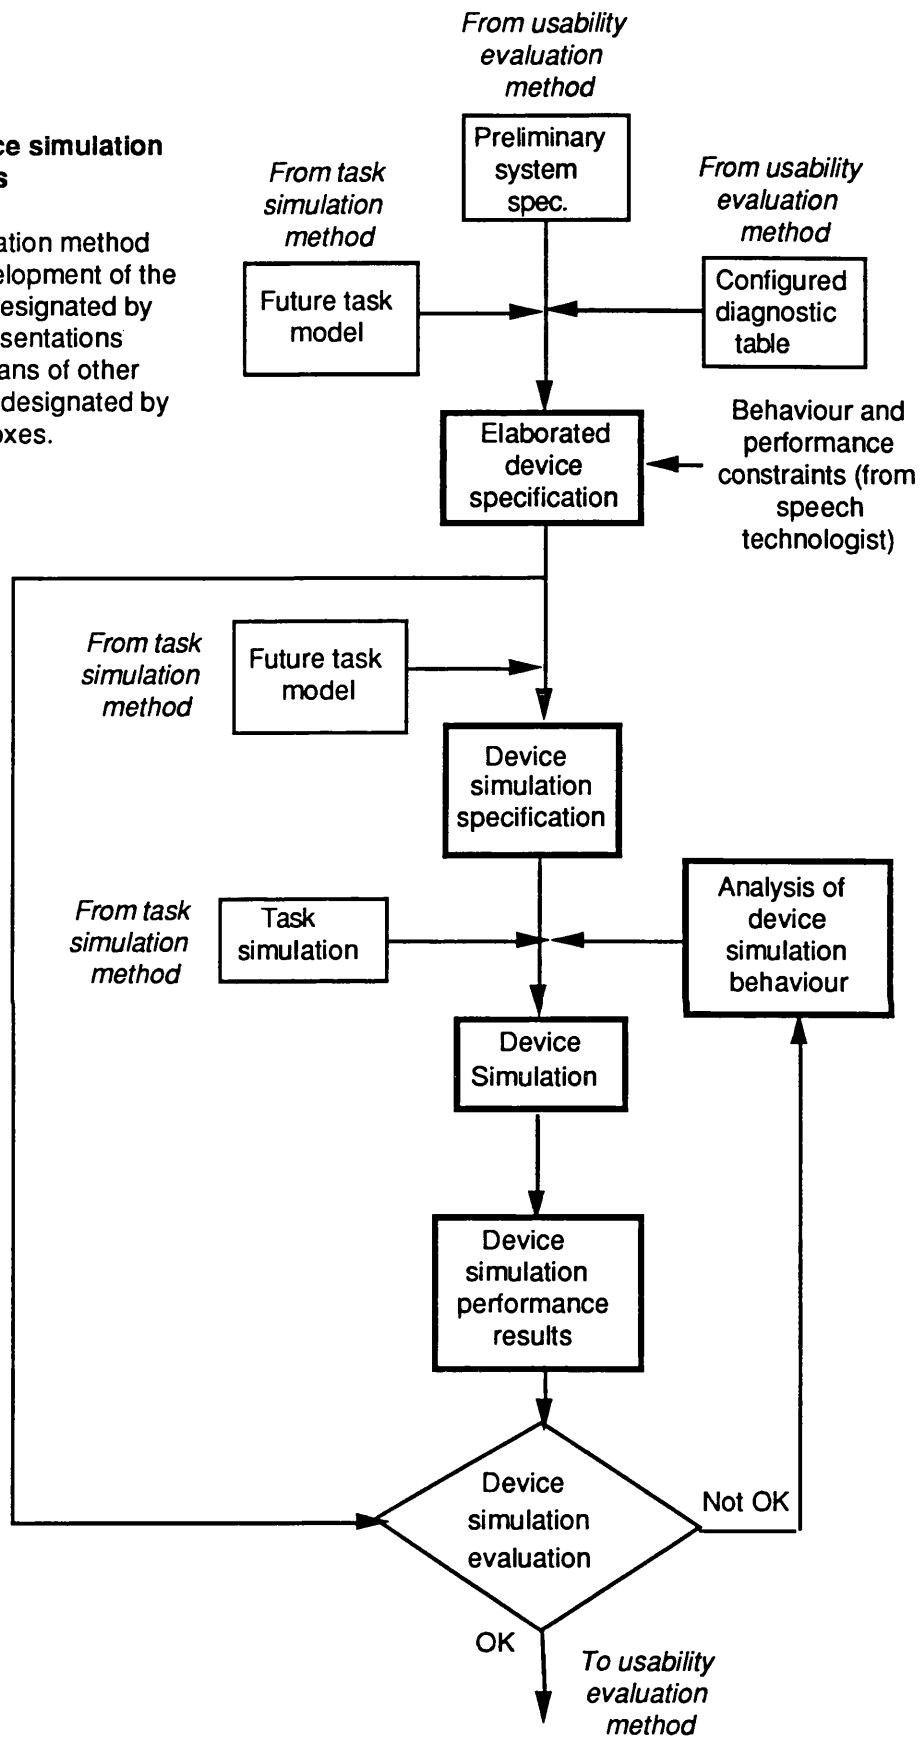 From usability
evaluation
method
Preliminary
system
spec.
ce simulation
s
ation method
elopment of the
designated by
sentations
ans of other
designated by
oxes.
From task
simulation
method
Future task
model
From usability
evaluation
method
Configured
diagnostic
table
Elaborated
device
specification
Behaviour and
performance
constraints (from
speech
technologist)
From task
simulation
method
Future task
model
Device
simulation
specification
From task
simulation
method
Task
simulation
Analysis of
device
simulation
behaviour
Device
Simulation
Device
simulation
performance
results
Device
simulation
evaluation
Not OK
OK
To usability
evaluation
method